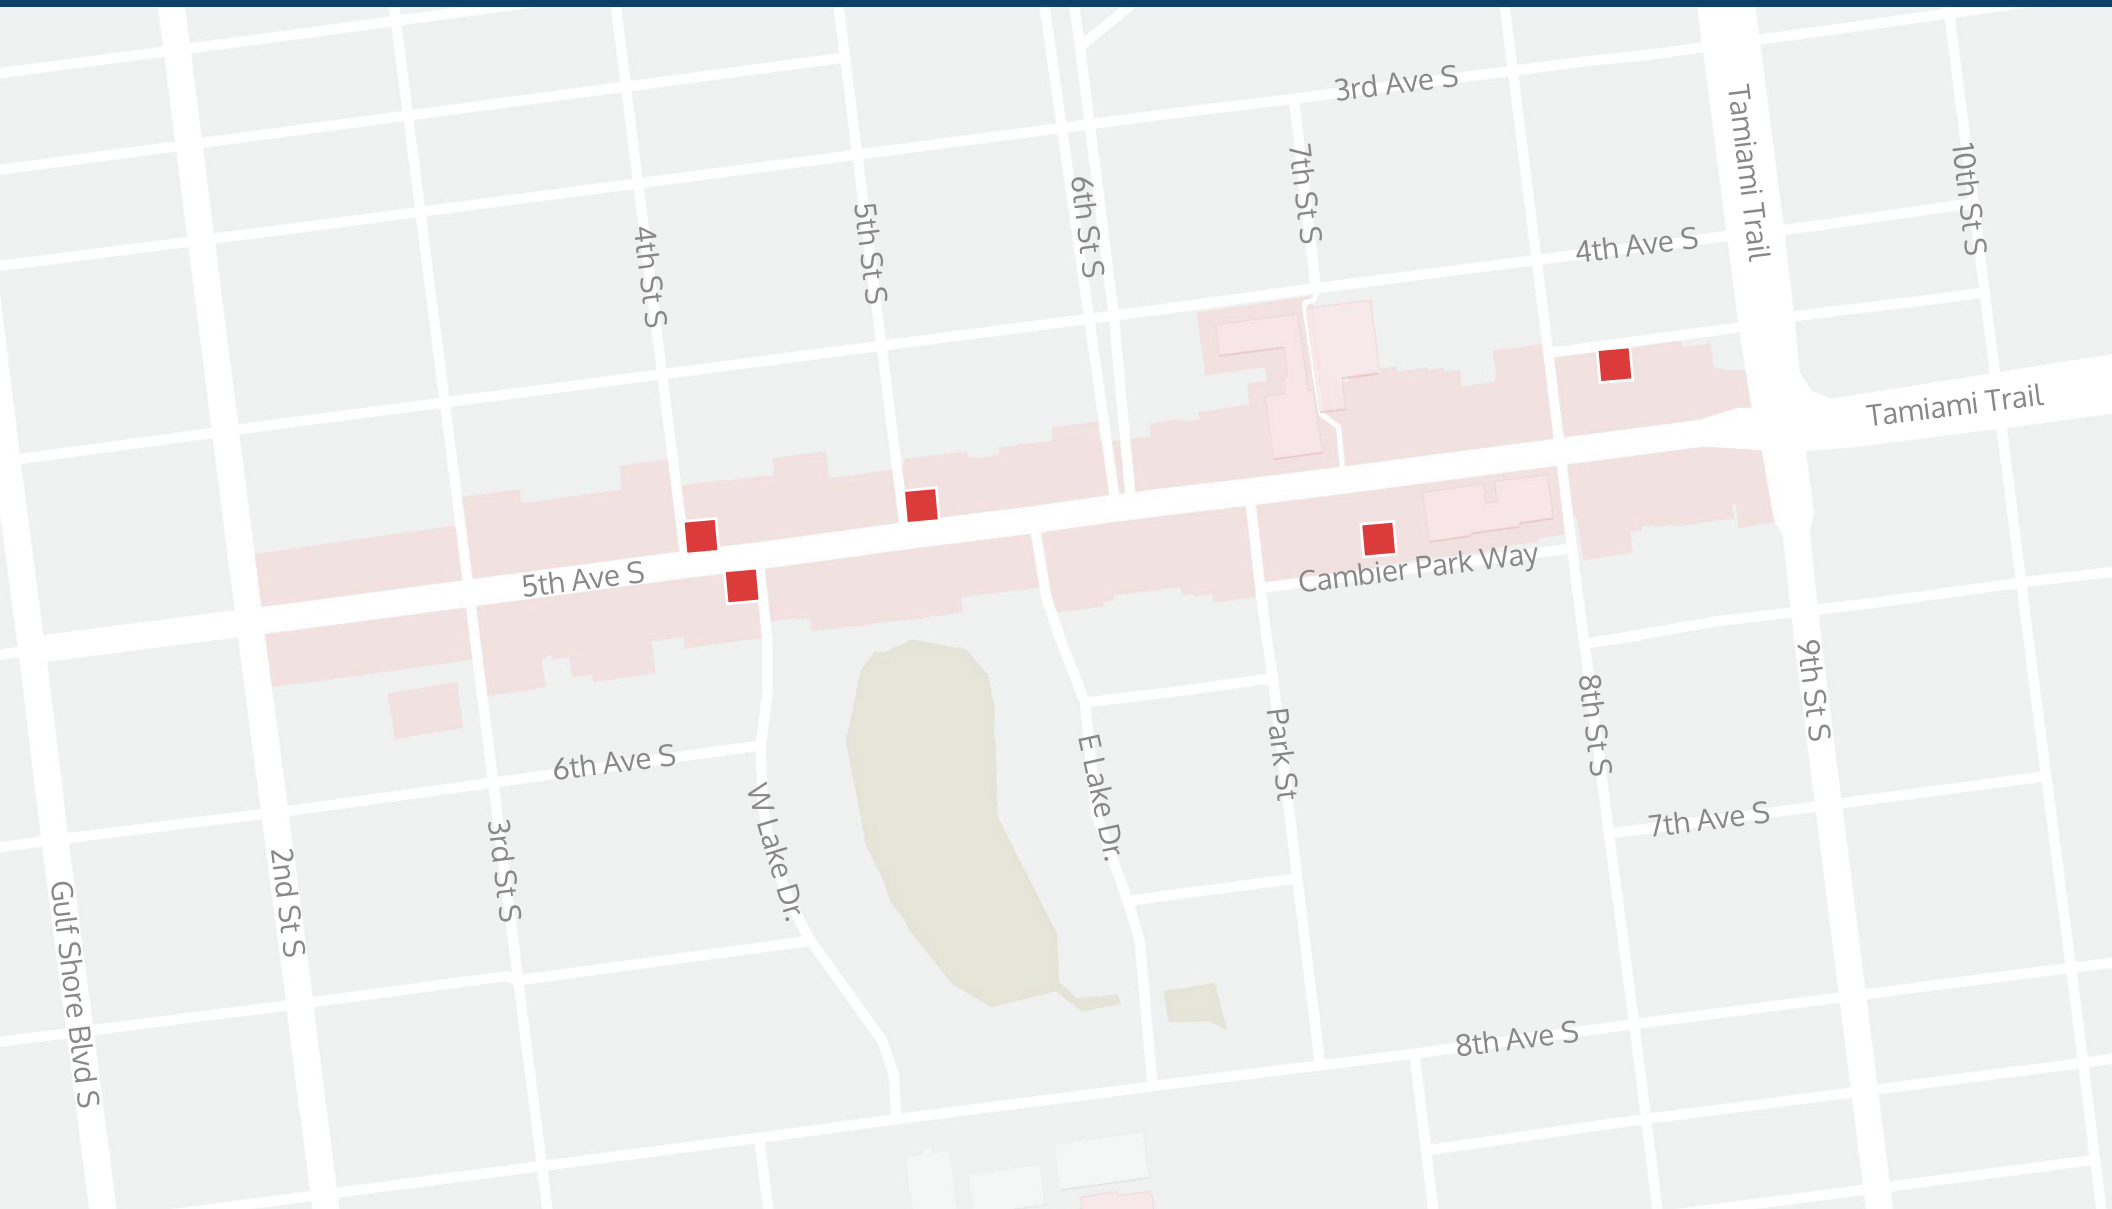 3rd Ave S
Tamiami Trail
7th St S
10th St S
6th St S
5th St S
4th St S
4th Ave S
Tamiami Trail
5th Ave S
Cambier Park Way
9th St S
8th St S
Park St
E Lake Dr.
6th Ave S
W Lake Dr.
7th Ave S
3rd St S
2nd St S
Gulf Shore Blvd S
8th Ave S